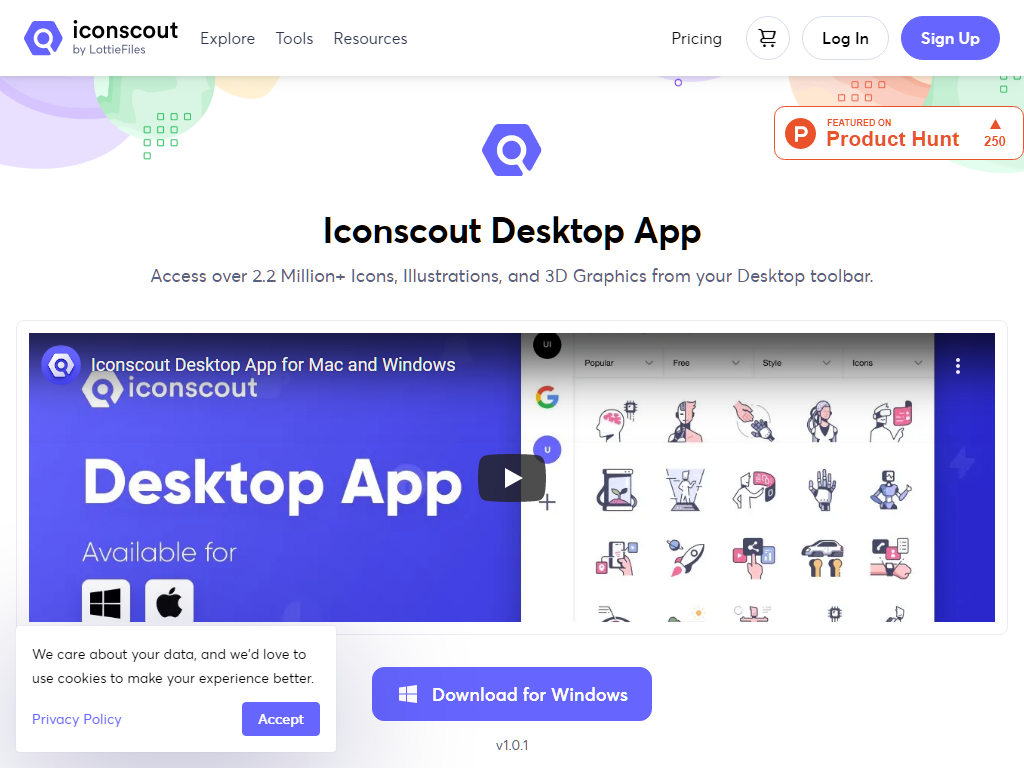 iconscout
by LottieFiles
Explore
Tools
Resources
Pricing
Log In
Sign Up
FEATURED ON
Product Hunt
250
Iconscout Desktop App
Access over 2.2 Million+ Icons, Illustrations, and 3D Graphics from your Desktop toolbar.
Iconscout Desktop App for Mac and Windows
iconscout
Desktop App
Available for
UI
U
Popular
Free
Style
Icons
We care about your data, and we'd love to
use cookies to make your experience better.
Privacy Policy
Accept
Download for Windows
v1.0.1